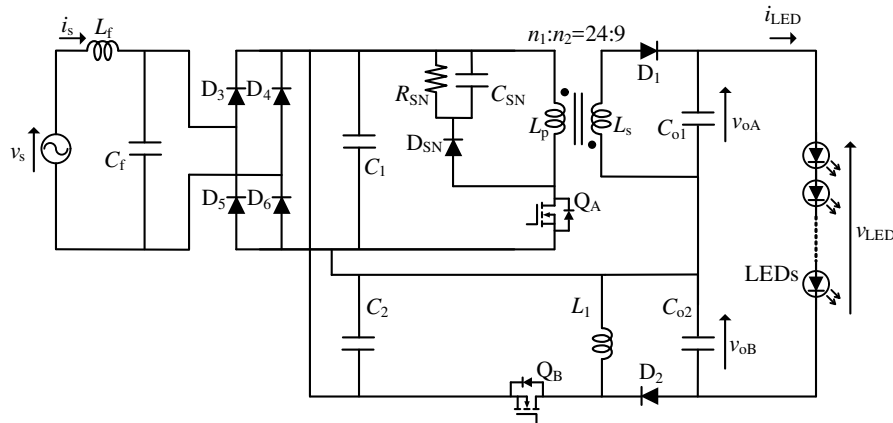 i_s
L_f
n_1:n_2=24:9
i_LED
D_1
D_3
D_4
R_SN
C_SN
L_p
L_s
C_o1
v_oA
v_s
C_f
C_1
D_SN
D_5
D_6
Q_A
v_LED
LEDs
C_2
L_1
C_o2
v_oB
Q_B
D_2